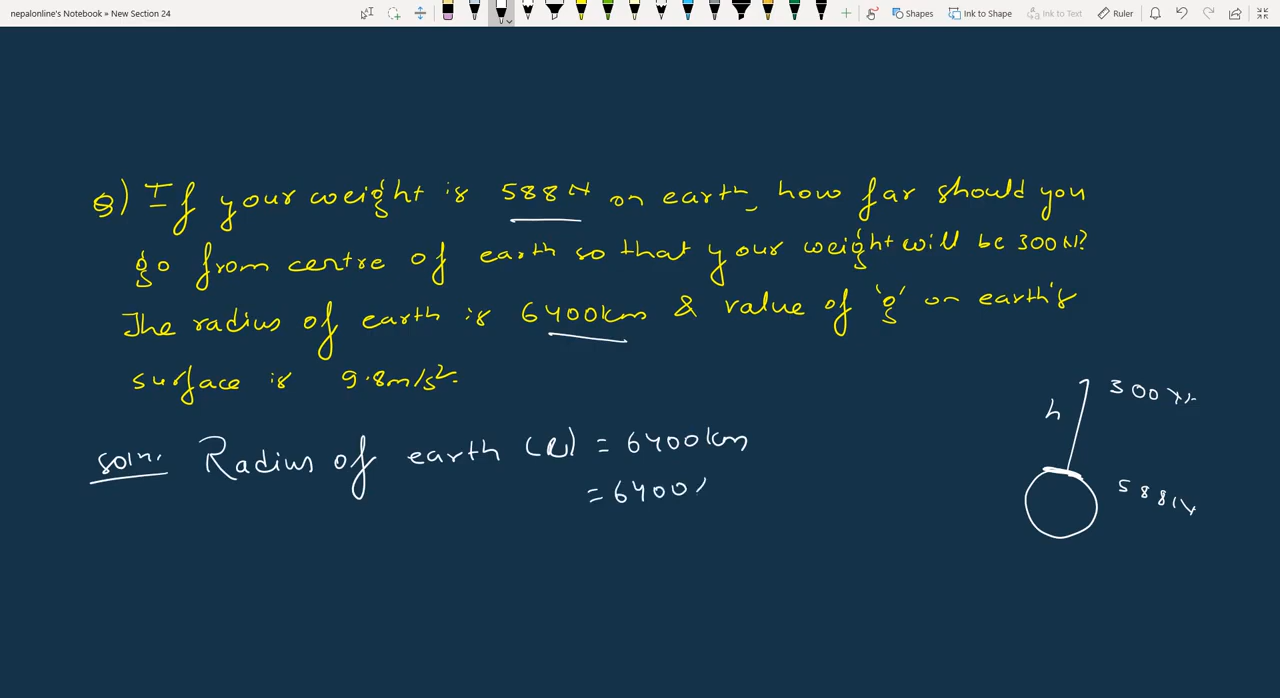 nepalonline's Notebook » New Section 24
Shapes Ink to Shape Ink to Text Ruler
Q) If your weight is 588N on earth, how far should you
go from centre of earth so that your weight will be 300N?
The radius of earth is 6400km & value of 'g' on earth's
surface is 9.8m/s².
soln. Radius of earth (R) = 6400km
= 6400
h 300N
588N